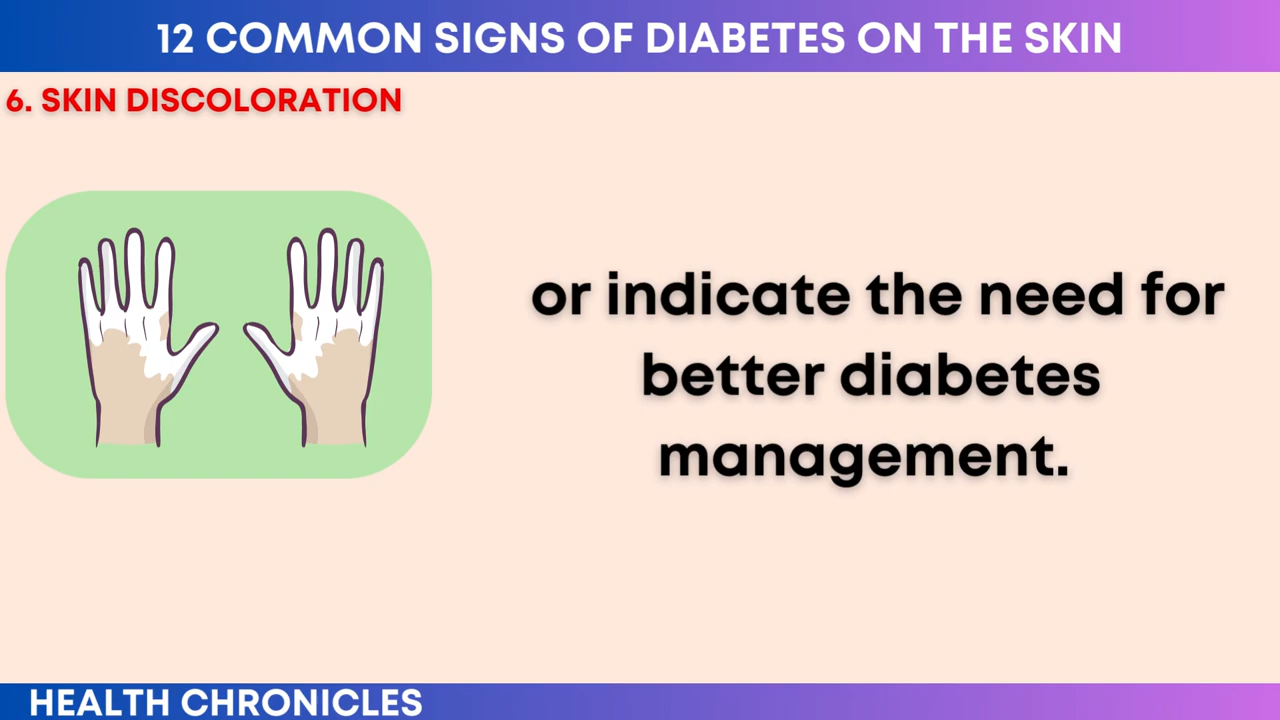 12 COMMON SIGNS OF DIABETES ON THE SKIN
6. SKIN DISCOLORATION
or indicate the need for
better diabetes
management.
HEALTH CHRONICLES